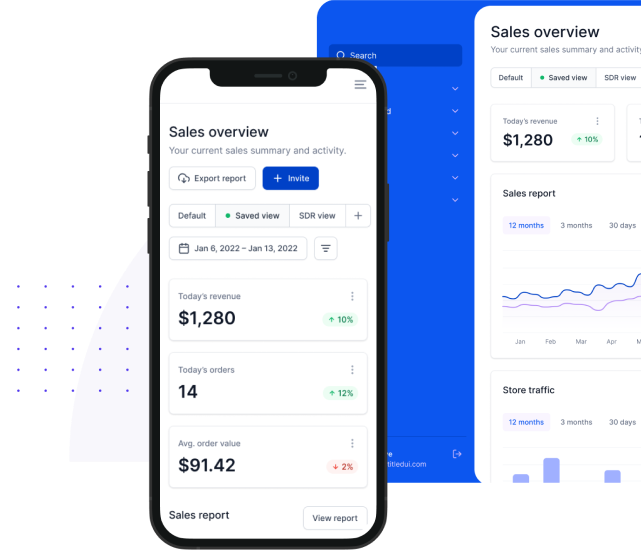 Sales overview
Your current sales summary and activity.
Export report
+ Invite
Default
Saved view
SDR view
+
Jan 6, 2022 – Jan 13, 2022
Today's revenue
$1,280
↑ 10%
Today's orders
14
↑ 12%
Avg. order value
$91.42
↓ 2%
Sales report
View report
Search
titledui.com
Sales overview
Your current sales summary and activity
Default
Saved view
SDR view
Today's revenue
$1,280
↑ 10%
Sales report
12 months
3 months
30 days
Jan
Feb
Mar
Apr
Store traffic
12 months
3 months
30 days